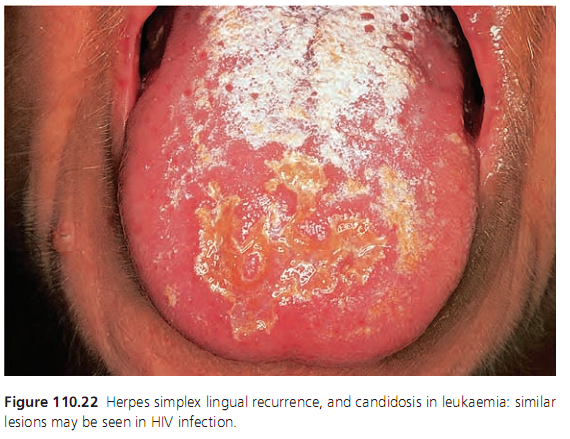 Figure 110.22 Herpes simplex lingual recurrence, and candidosis in leukaemia: similar
lesions may be seen in HIV infection.